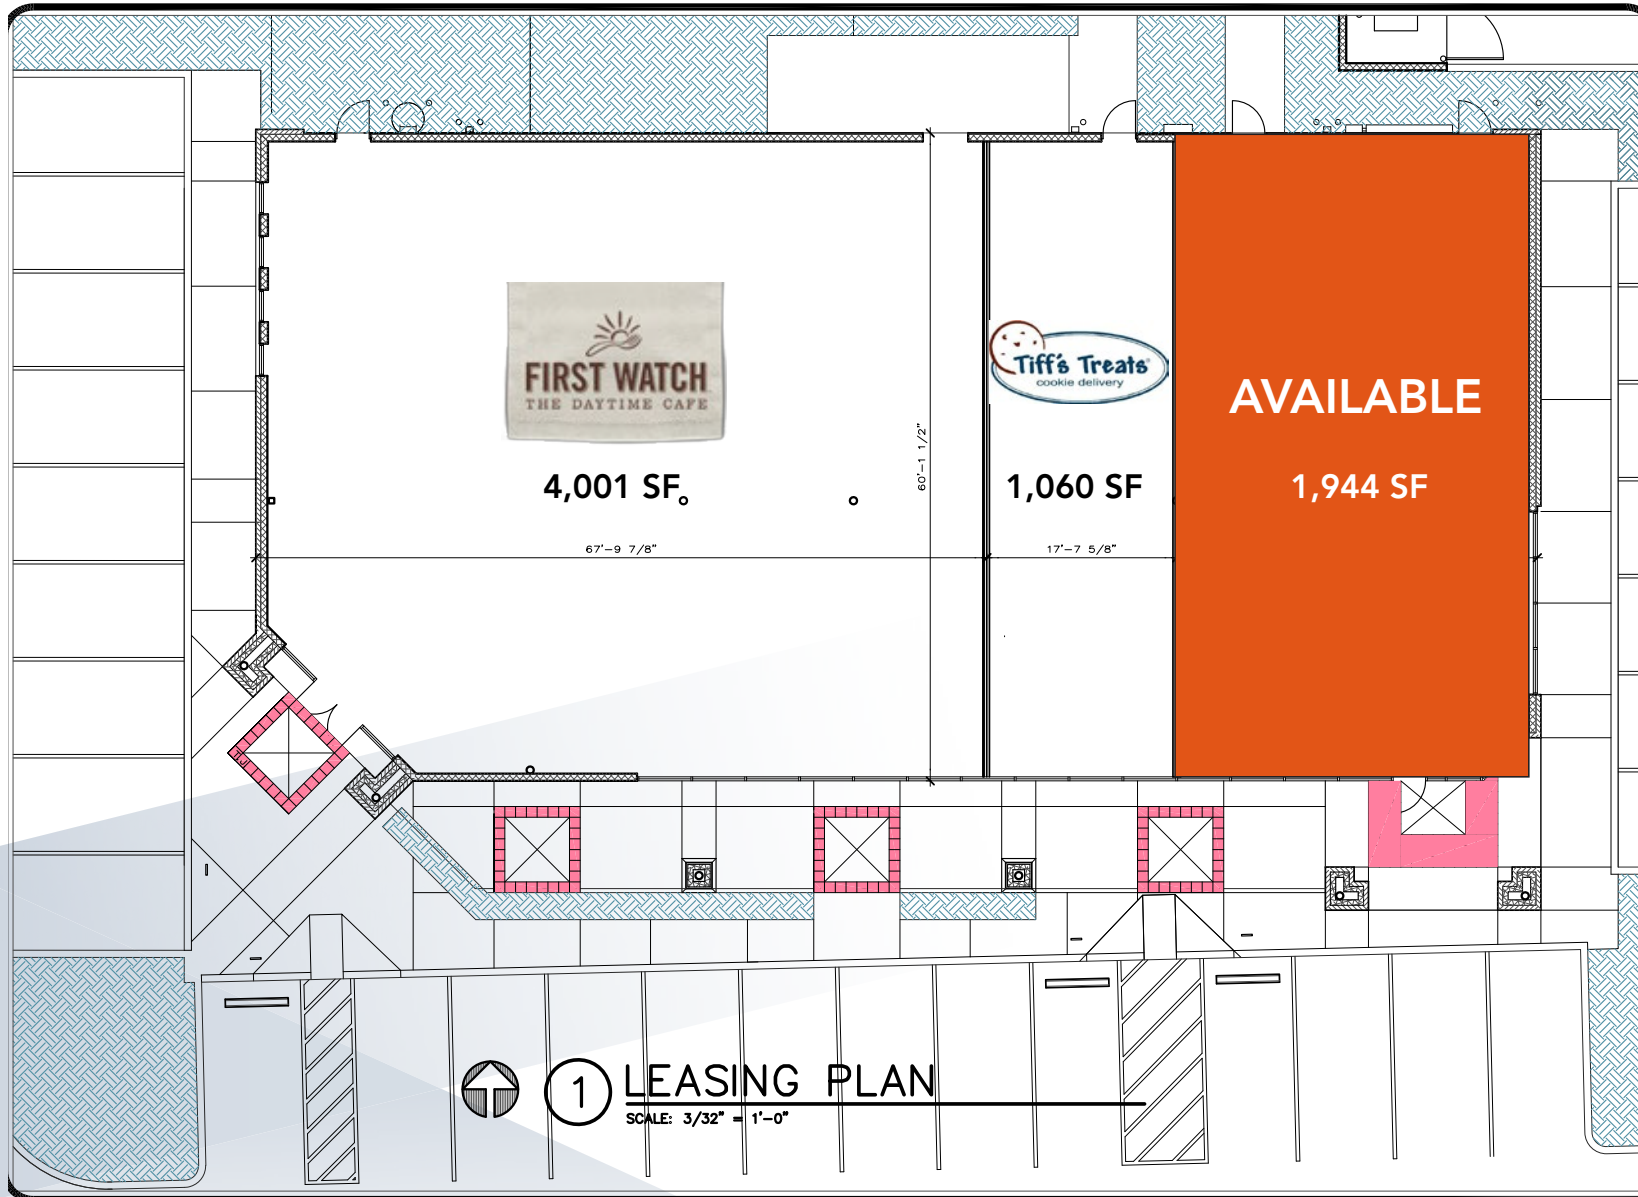 FIRST WATCH
THE DAYTIME CAFE
4,001 SF
67'-9 7/8"
60'-1 1/2"
Tiff's Treats
cookie delivery
1,060 SF
17'-7 5/8"
AVAILABLE
1,944 SF
1
LEASING PLAN
SCALE: 3/32" = 1'-0"